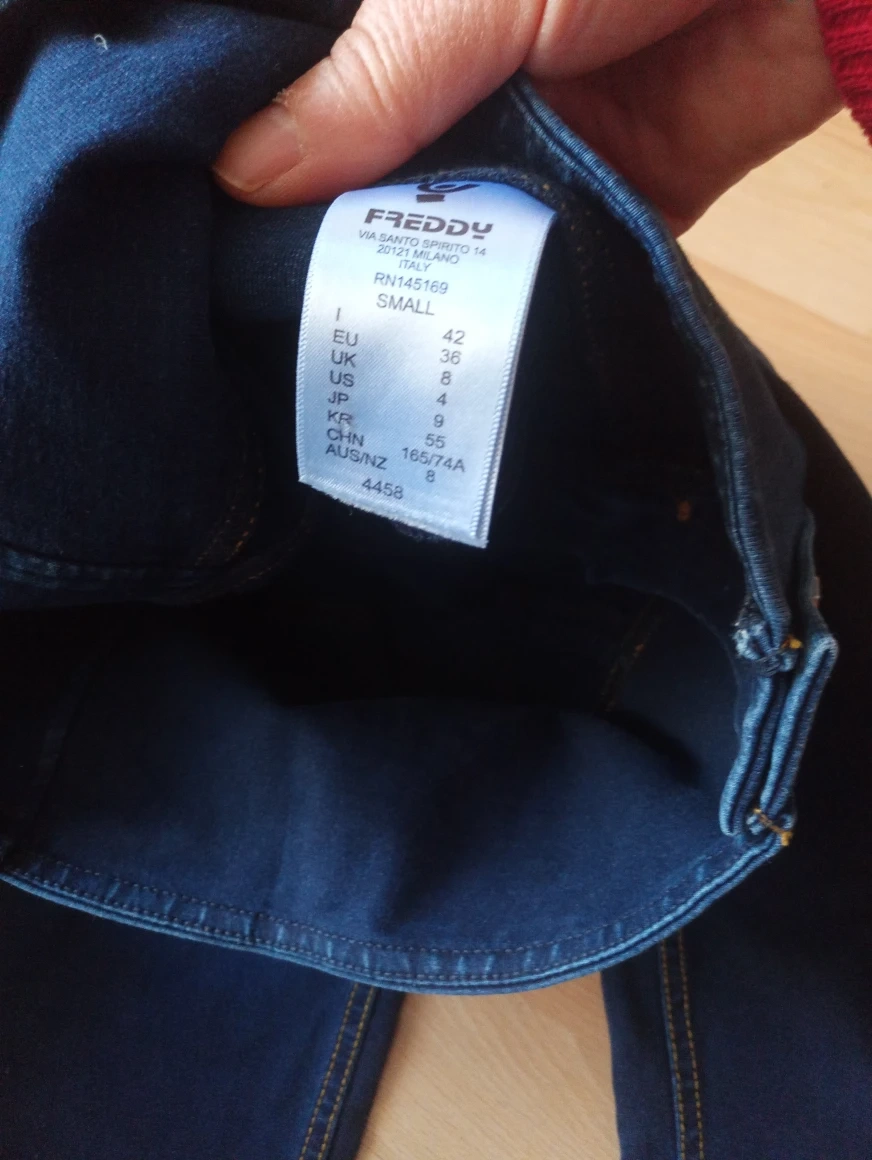 FREDDY
VIA SANTO SPIRITO 14
20121 MILANO
ITALY
RN145169
SMALL
I 42
EU 36
UK 8
US 4
JP 9
KR 55
CHN 165/74A
AUS/NZ 8
4458